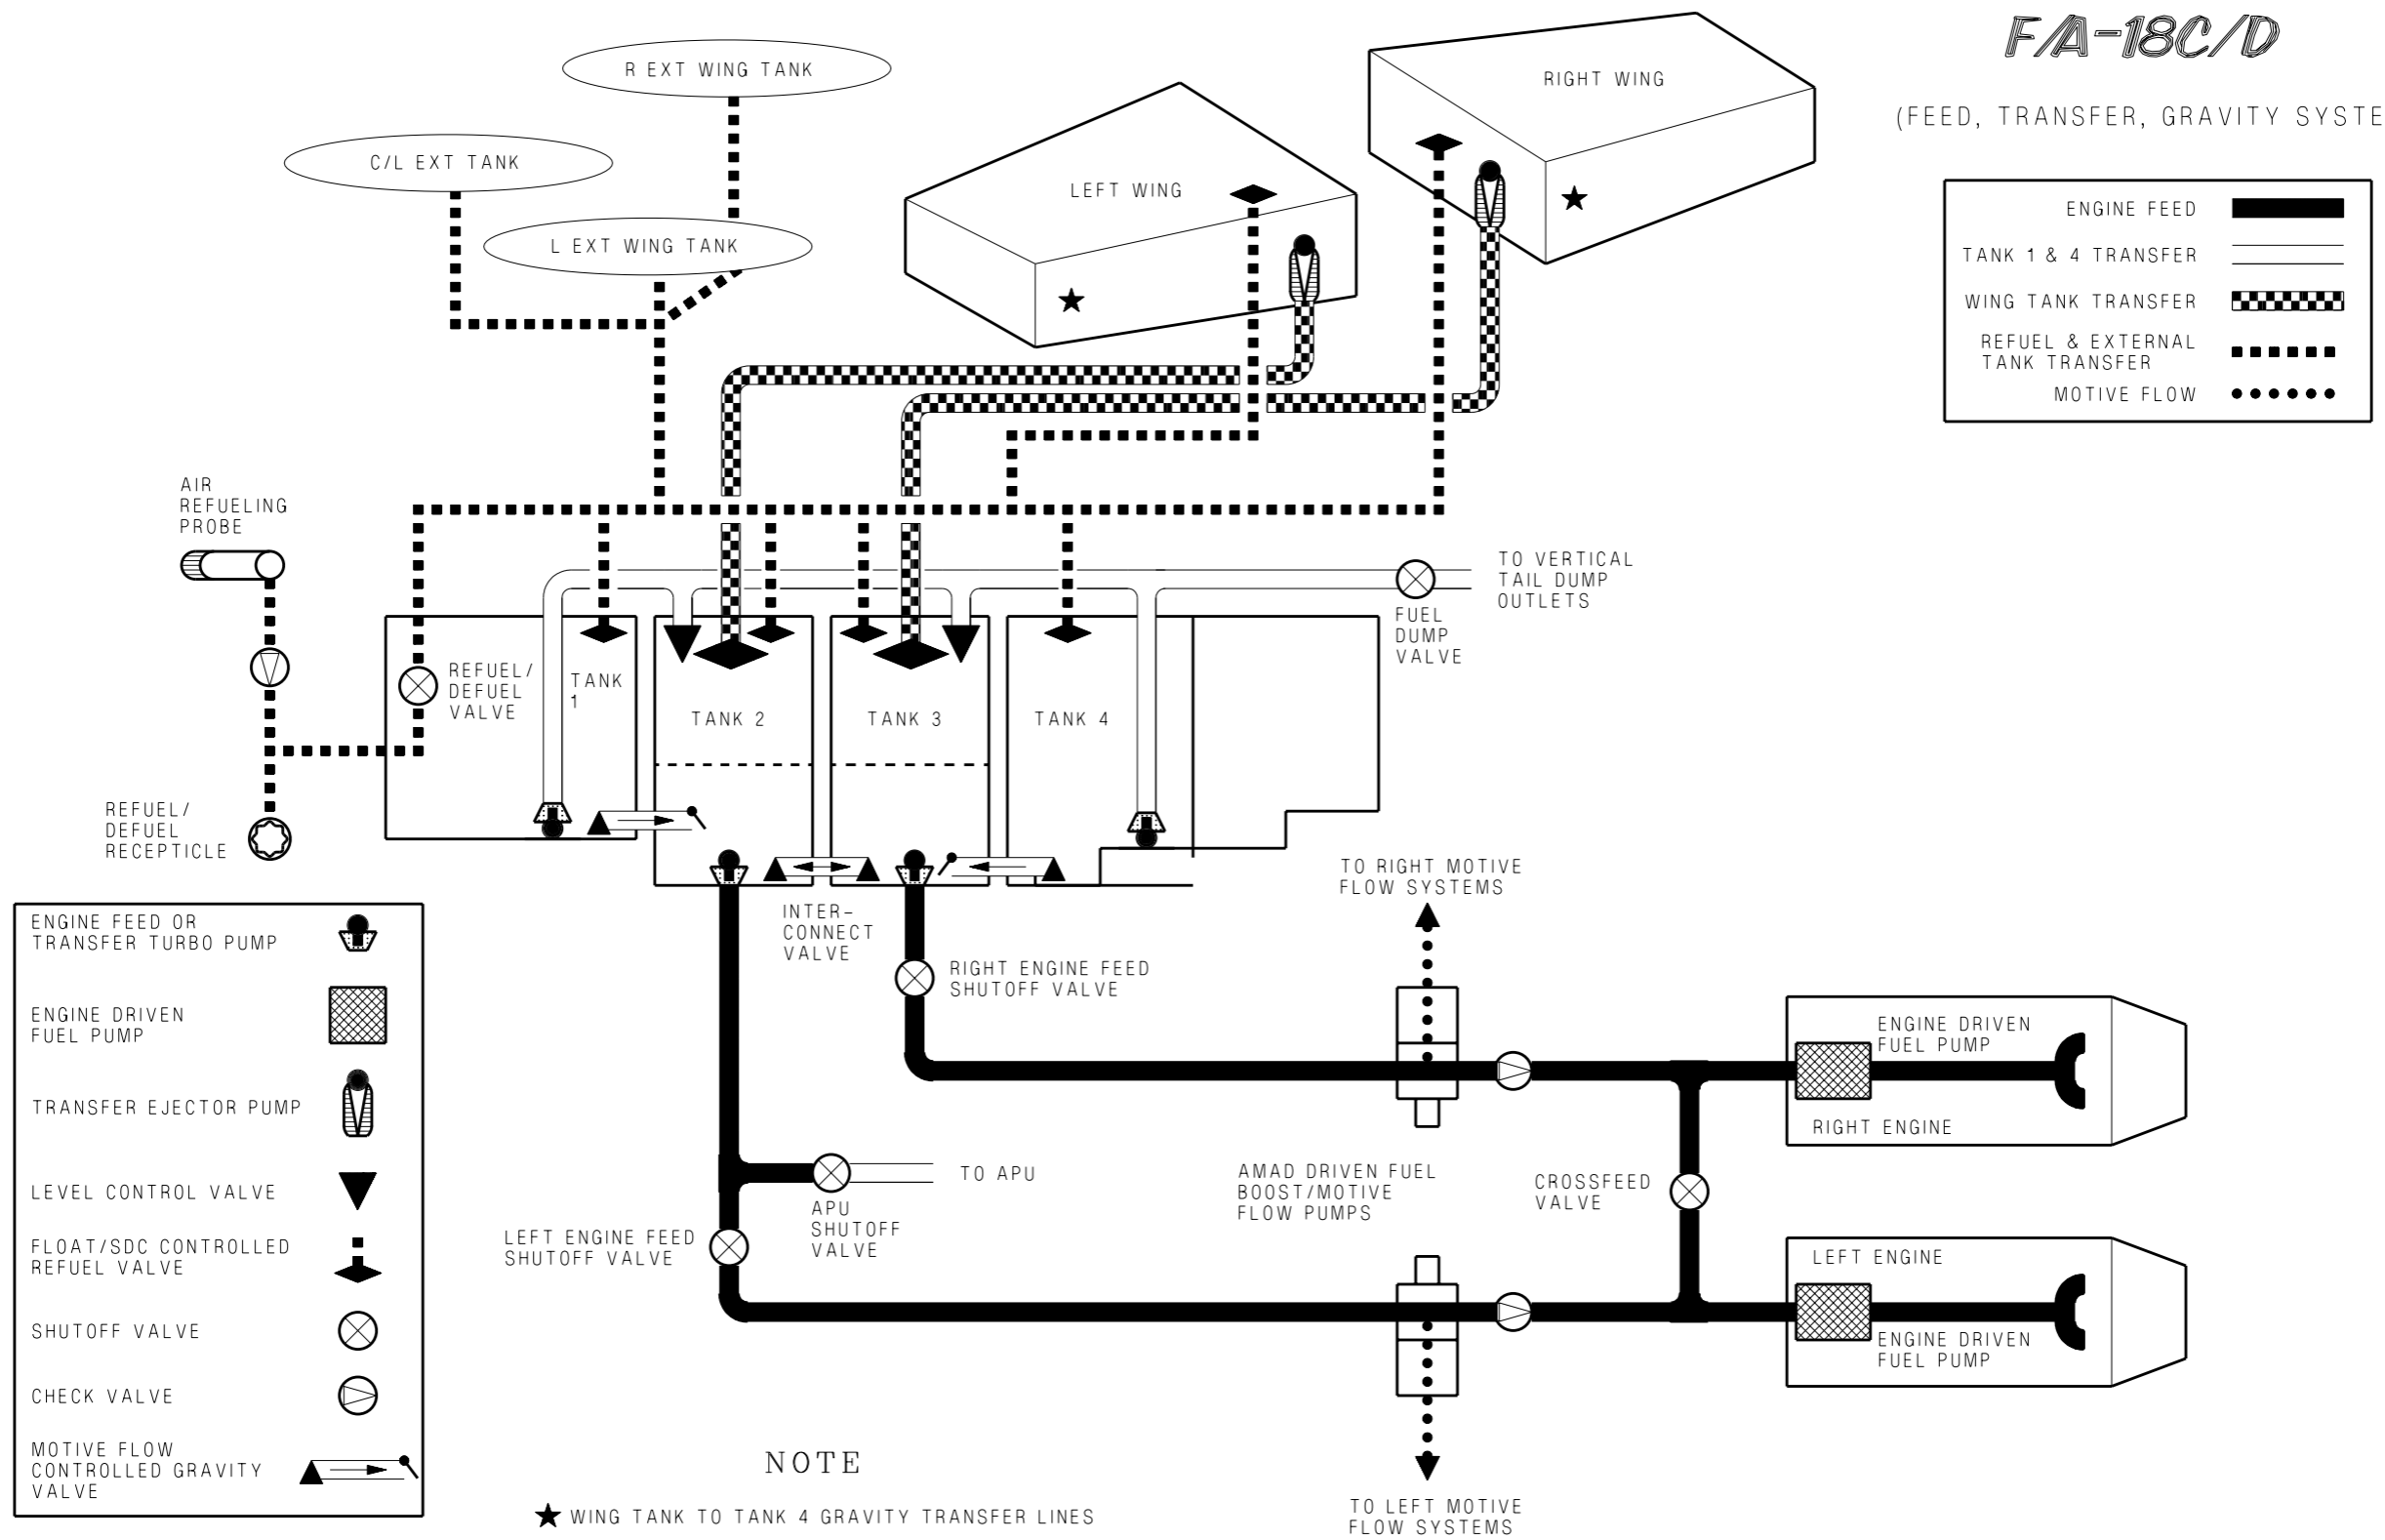 F/A-18C/D
(FEED, TRANSFER, GRAVITY SYSTE
R EXT WING TANK
C/L EXT TANK
L EXT WING TANK
LEFT WING
RIGHT WING
ENGINE FEED
TANK 1 & 4 TRANSFER
WING TANK TRANSFER
REFUEL & EXTERNAL
TANK TRANSFER
MOTIVE FLOW
AIR
REFUELING
PROBE
TO VERTICAL
TAIL DUMP
OUTLETS
FUEL
DUMP
VALVE
REFUEL/
DEFUEL
VALVE
TANK
1
TANK 2
TANK 3
TANK 4
REFUEL/
DEFUEL
RECEPTICLE
TO RIGHT MOTIVE
FLOW SYSTEMS
INTER-
CONNECT
VALVE
RIGHT ENGINE FEED
SHUTOFF VALVE
ENGINE DRIVEN
FUEL PUMP
RIGHT ENGINE
TO APU
APU
SHUTOFF
VALVE
AMAD DRIVEN FUEL
BOOST/MOTIVE
FLOW PUMPS
CROSSFEED
VALVE
LEFT ENGINE FEED
SHUTOFF VALVE
LEFT ENGINE
ENGINE DRIVEN
FUEL PUMP
TO LEFT MOTIVE
FLOW SYSTEMS
ENGINE FEED OR
TRANSFER TURBO PUMP
ENGINE DRIVEN
FUEL PUMP
TRANSFER EJECTOR PUMP
LEVEL CONTROL VALVE
FLOAT/SDC CONTROLLED
REFUEL VALVE
SHUTOFF VALVE
CHECK VALVE
MOTIVE FLOW
CONTROLLED GRAVITY
VALVE
NOTE
★ WING TANK TO TANK 4 GRAVITY TRANSFER LINES